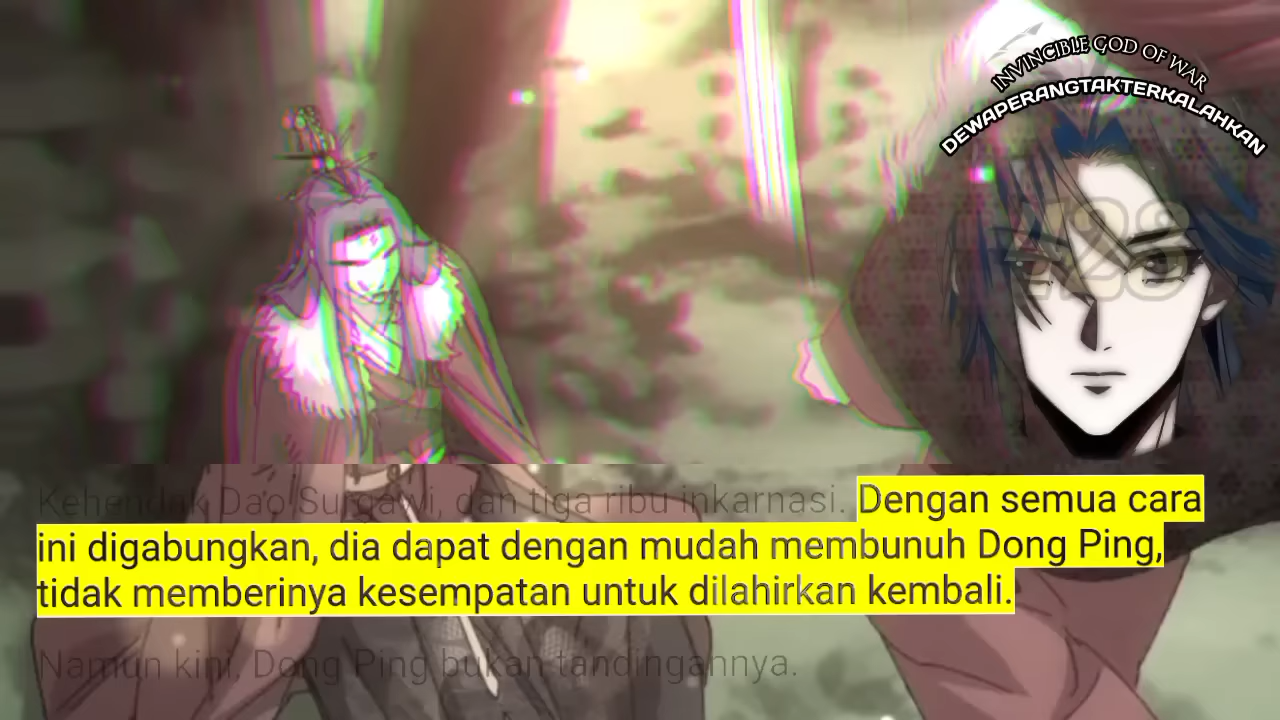 INVINCIBLE GOD OF WAR
DEWAPERANGTAKTERKALAHKAN
428
Kehendak Dao Surgawi, dan tiga ribu inkarnasi. Dengan semua cara
ini digabungkan, dia dapat dengan mudah membunuh Dong Ping,
tidak memberinya kesempatan untuk dilahirkan kembali.
Namun kini, Dong Ping bukan tandingannya.